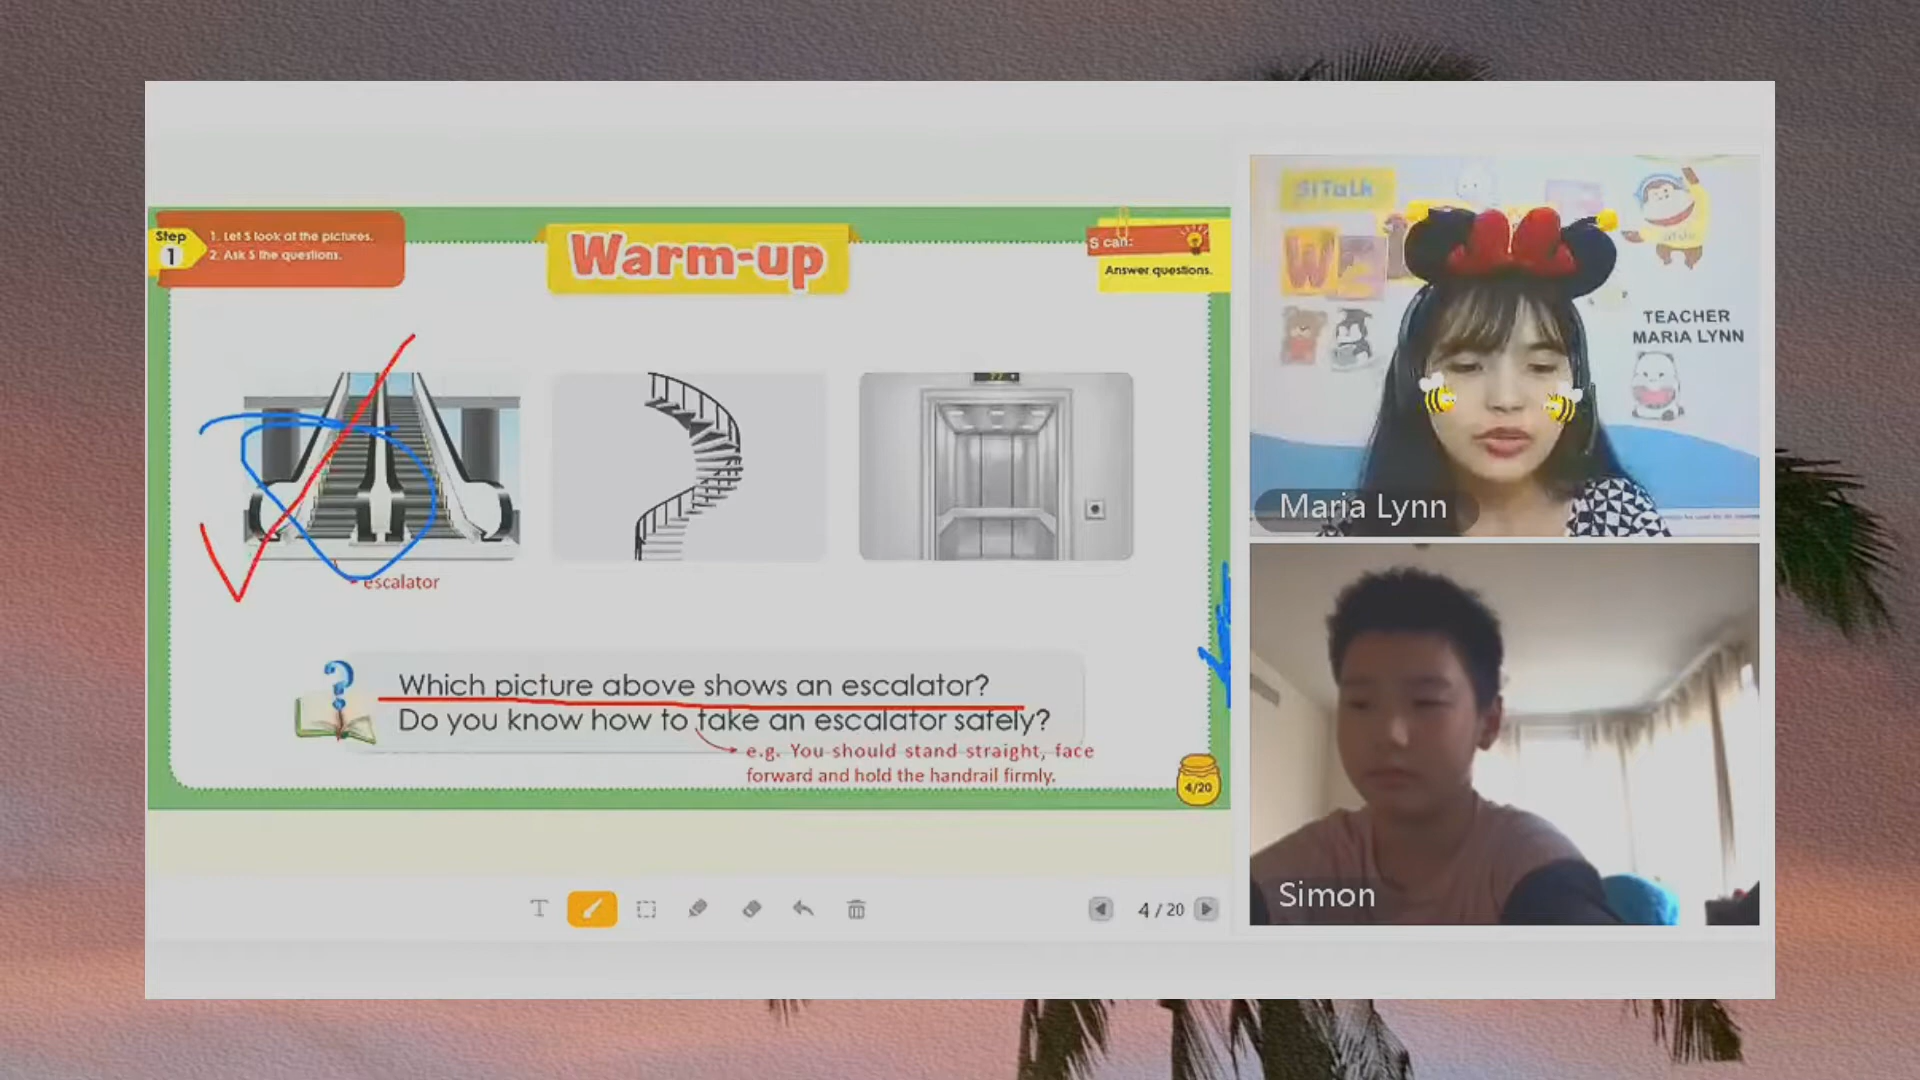 Step
1
1. Let S look at the pictures.
2. Ask S the questions.
Warm-up
S can:
Answer questions.
escalator
Which picture above shows an escalator?
Do you know how to take an escalator safely?
e.g. You should stand straight, face
forward and hold the handrail firmly.
4/20
T
4 / 20
SiTalk
TEACHER
MARIA LYNN
Maria Lynn
Simon